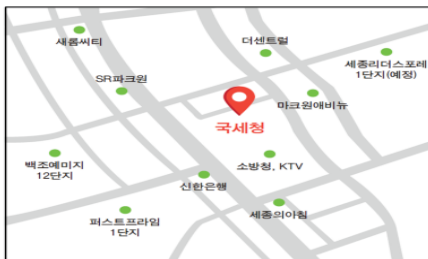 새롬씨티
더센트럴
세종리더스포레
1단지(예정)
SR파크원
마크원애비뉴
국세청
백조예미지
12단지
소방청, KTV
신한은행
퍼스트프라임
1단지
세종의아침